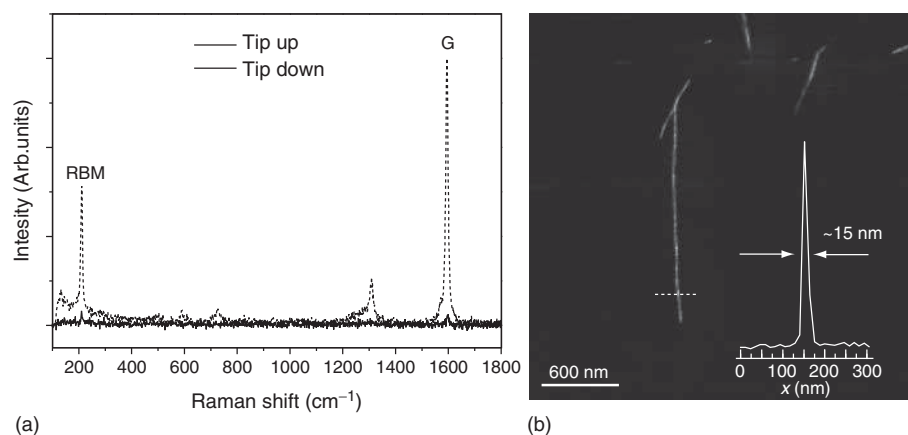 Tip up
Tip down
G
RBM
Intesity (Arb.units)
200 400 600 800 1000 1200 1400 1600 1800
Raman shift (cm⁻¹)
(a)
~15 nm
600 nm
0 100 200 300
x (nm)
(b)